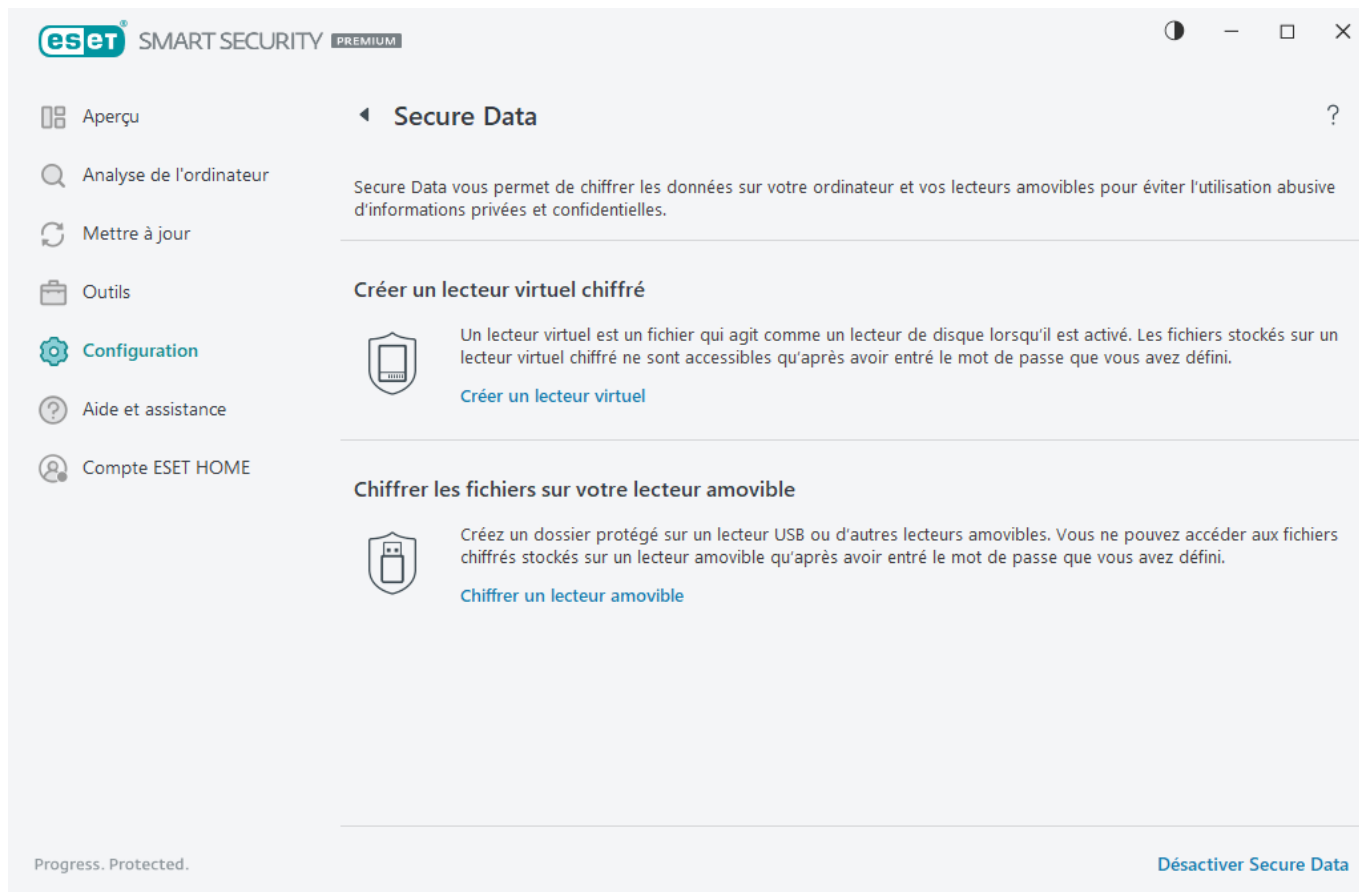 eset® SMART SECURITY PREMIUM
Aperçu
Analyse de l'ordinateur
Mettre à jour
Outils
Configuration
Aide et assistance
Compte ESET HOME
Secure Data
?
Secure Data vous permet de chiffrer les données sur votre ordinateur et vos lecteurs amovibles pour éviter l'utilisation abusive
d'informations privées et confidentielles.
Créer un lecteur virtuel chiffré
Un lecteur virtuel est un fichier qui agit comme un lecteur de disque lorsqu'il est activé. Les fichiers stockés sur un
lecteur virtuel chiffré ne sont accessibles qu'après avoir entré le mot de passe que vous avez défini.
Créer un lecteur virtuel
Chiffrer les fichiers sur votre lecteur amovible
Créez un dossier protégé sur un lecteur USB ou d'autres lecteurs amovibles. Vous ne pouvez accéder aux fichiers
chiffrés stockés sur un lecteur amovible qu'après avoir entré le mot de passe que vous avez défini.
Chiffrer un lecteur amovible
Progress. Protected.
Désactiver Secure Data